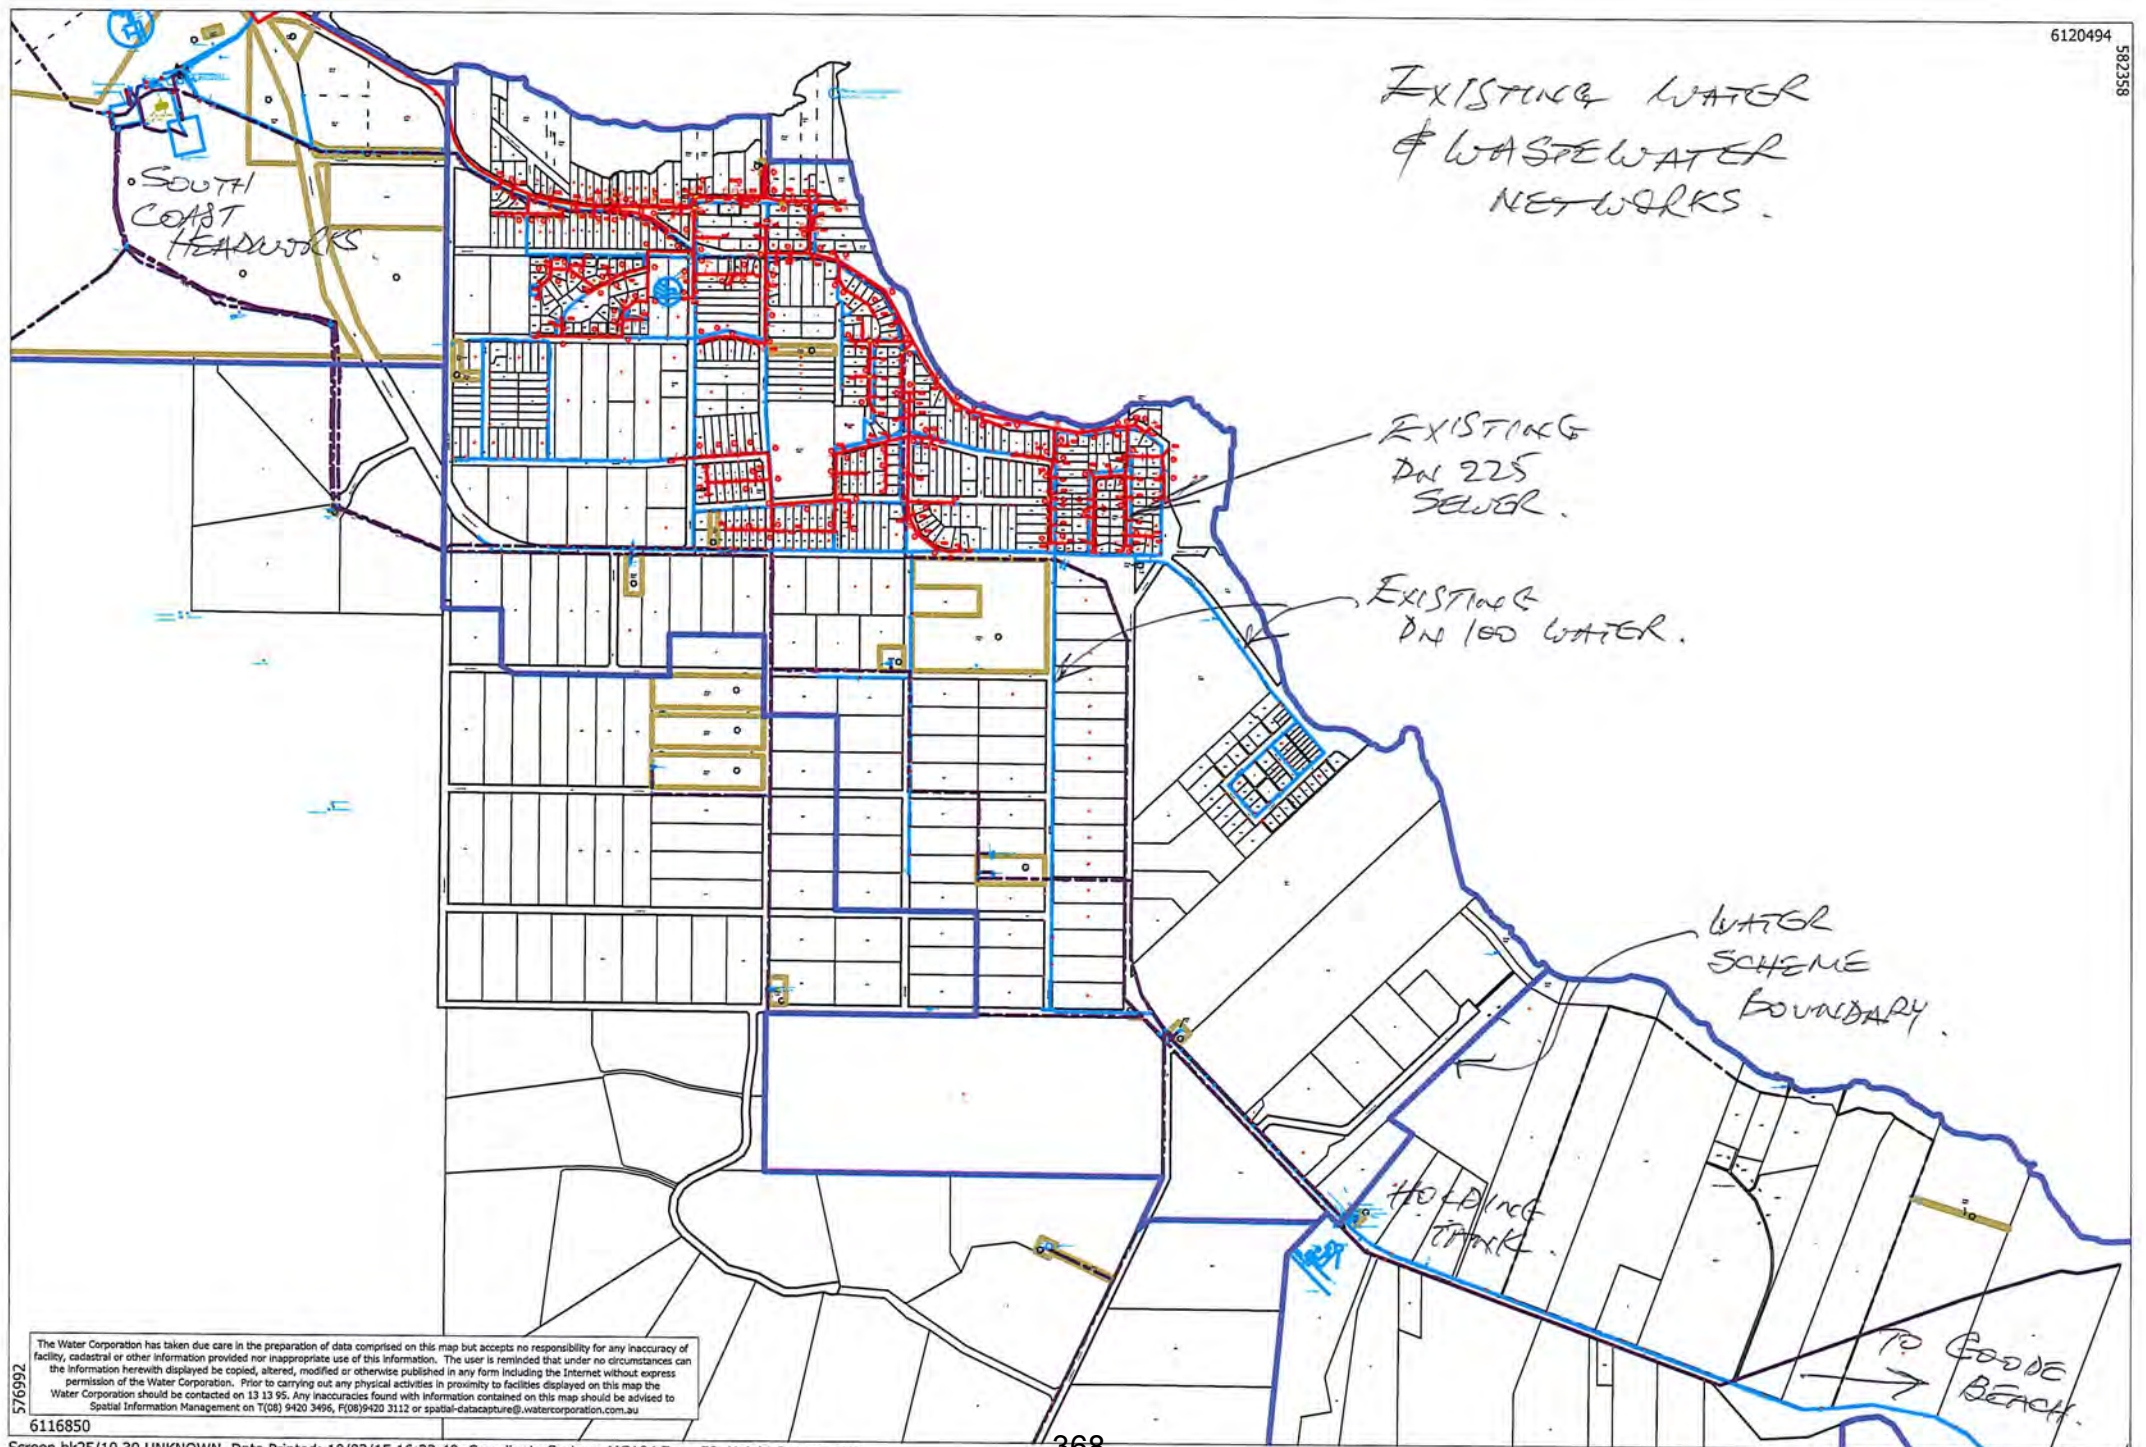 6120494
582358
EXISTING WATER
& WASTEWATER
NETWORKS.
SOUTH
COAST
HEADWORKS
EXISTING
DN 225
SEWER.
EXISTING
DN 100 WATER.
WATER
SCHEME
BOUNDARY.
HOLDING
TANK.
TO GOODE
BEACH.
The Water Corporation has taken due care in the preparation of data comprised on this map but accepts no responsibility for any inaccuracy of
facility, cadastral or other information provided nor inappropriate use of this information. The user is reminded that under no circumstances can
the information herewith displayed be copied, altered, modified or otherwise published in any form including the Internet without express
permission of the Water Corporation. Prior to carrying out any physical activities in proximity to facilities displayed on this map the
Water Corporation should be contacted on 13 13 95. Any inaccuracies found with information contained on this map should be advised to
Spatial Information Management on T(08) 9420 3496, F(08)9420 3112 or spatial-datacapture@.watercorporation.com.au
576992
6116850
368